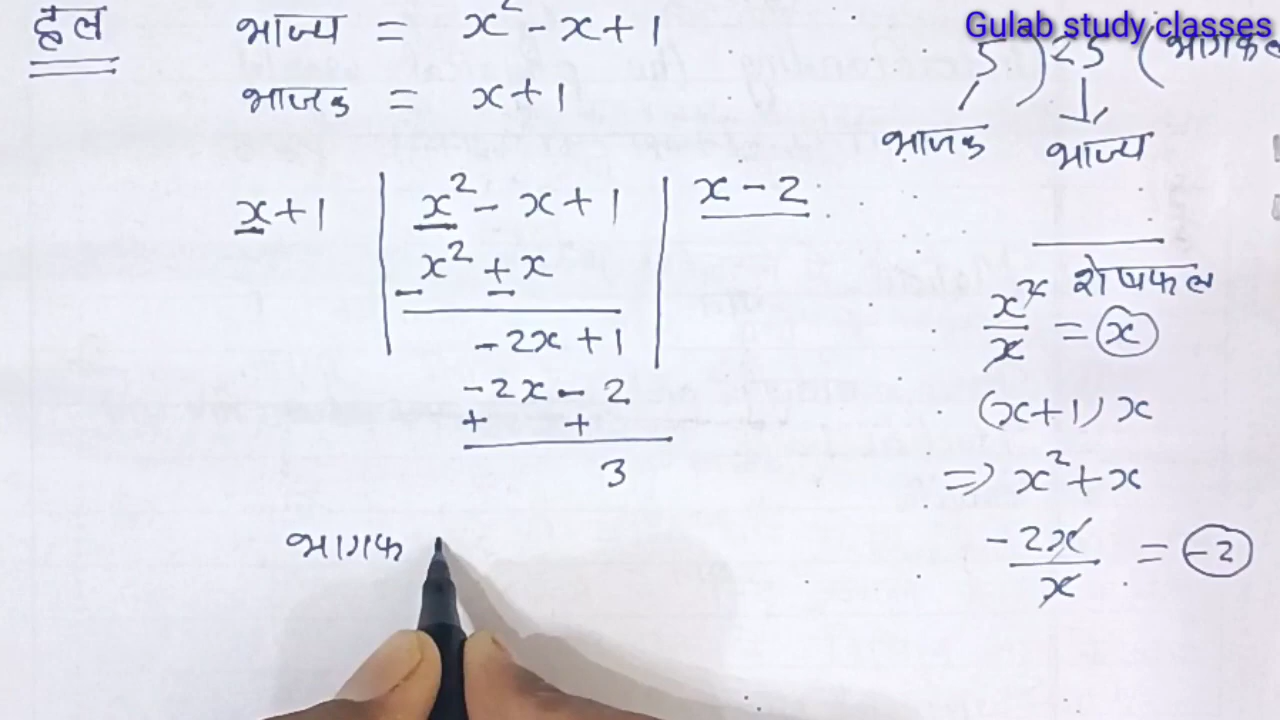 Gulab study classes
हल भाज्य = x² - x + 1
भाजक = x + 1
5 ) 25 ( भागफल
भाजक भाज्य
शेषफल
x + 1 | x² - x + 1 | x - 2
x² + x
- -
- 2x + 1
- 2x - 2
+ +
3
भागफ
x²/x = x
(x+1) x
=> x² + x
-2x/x = -2